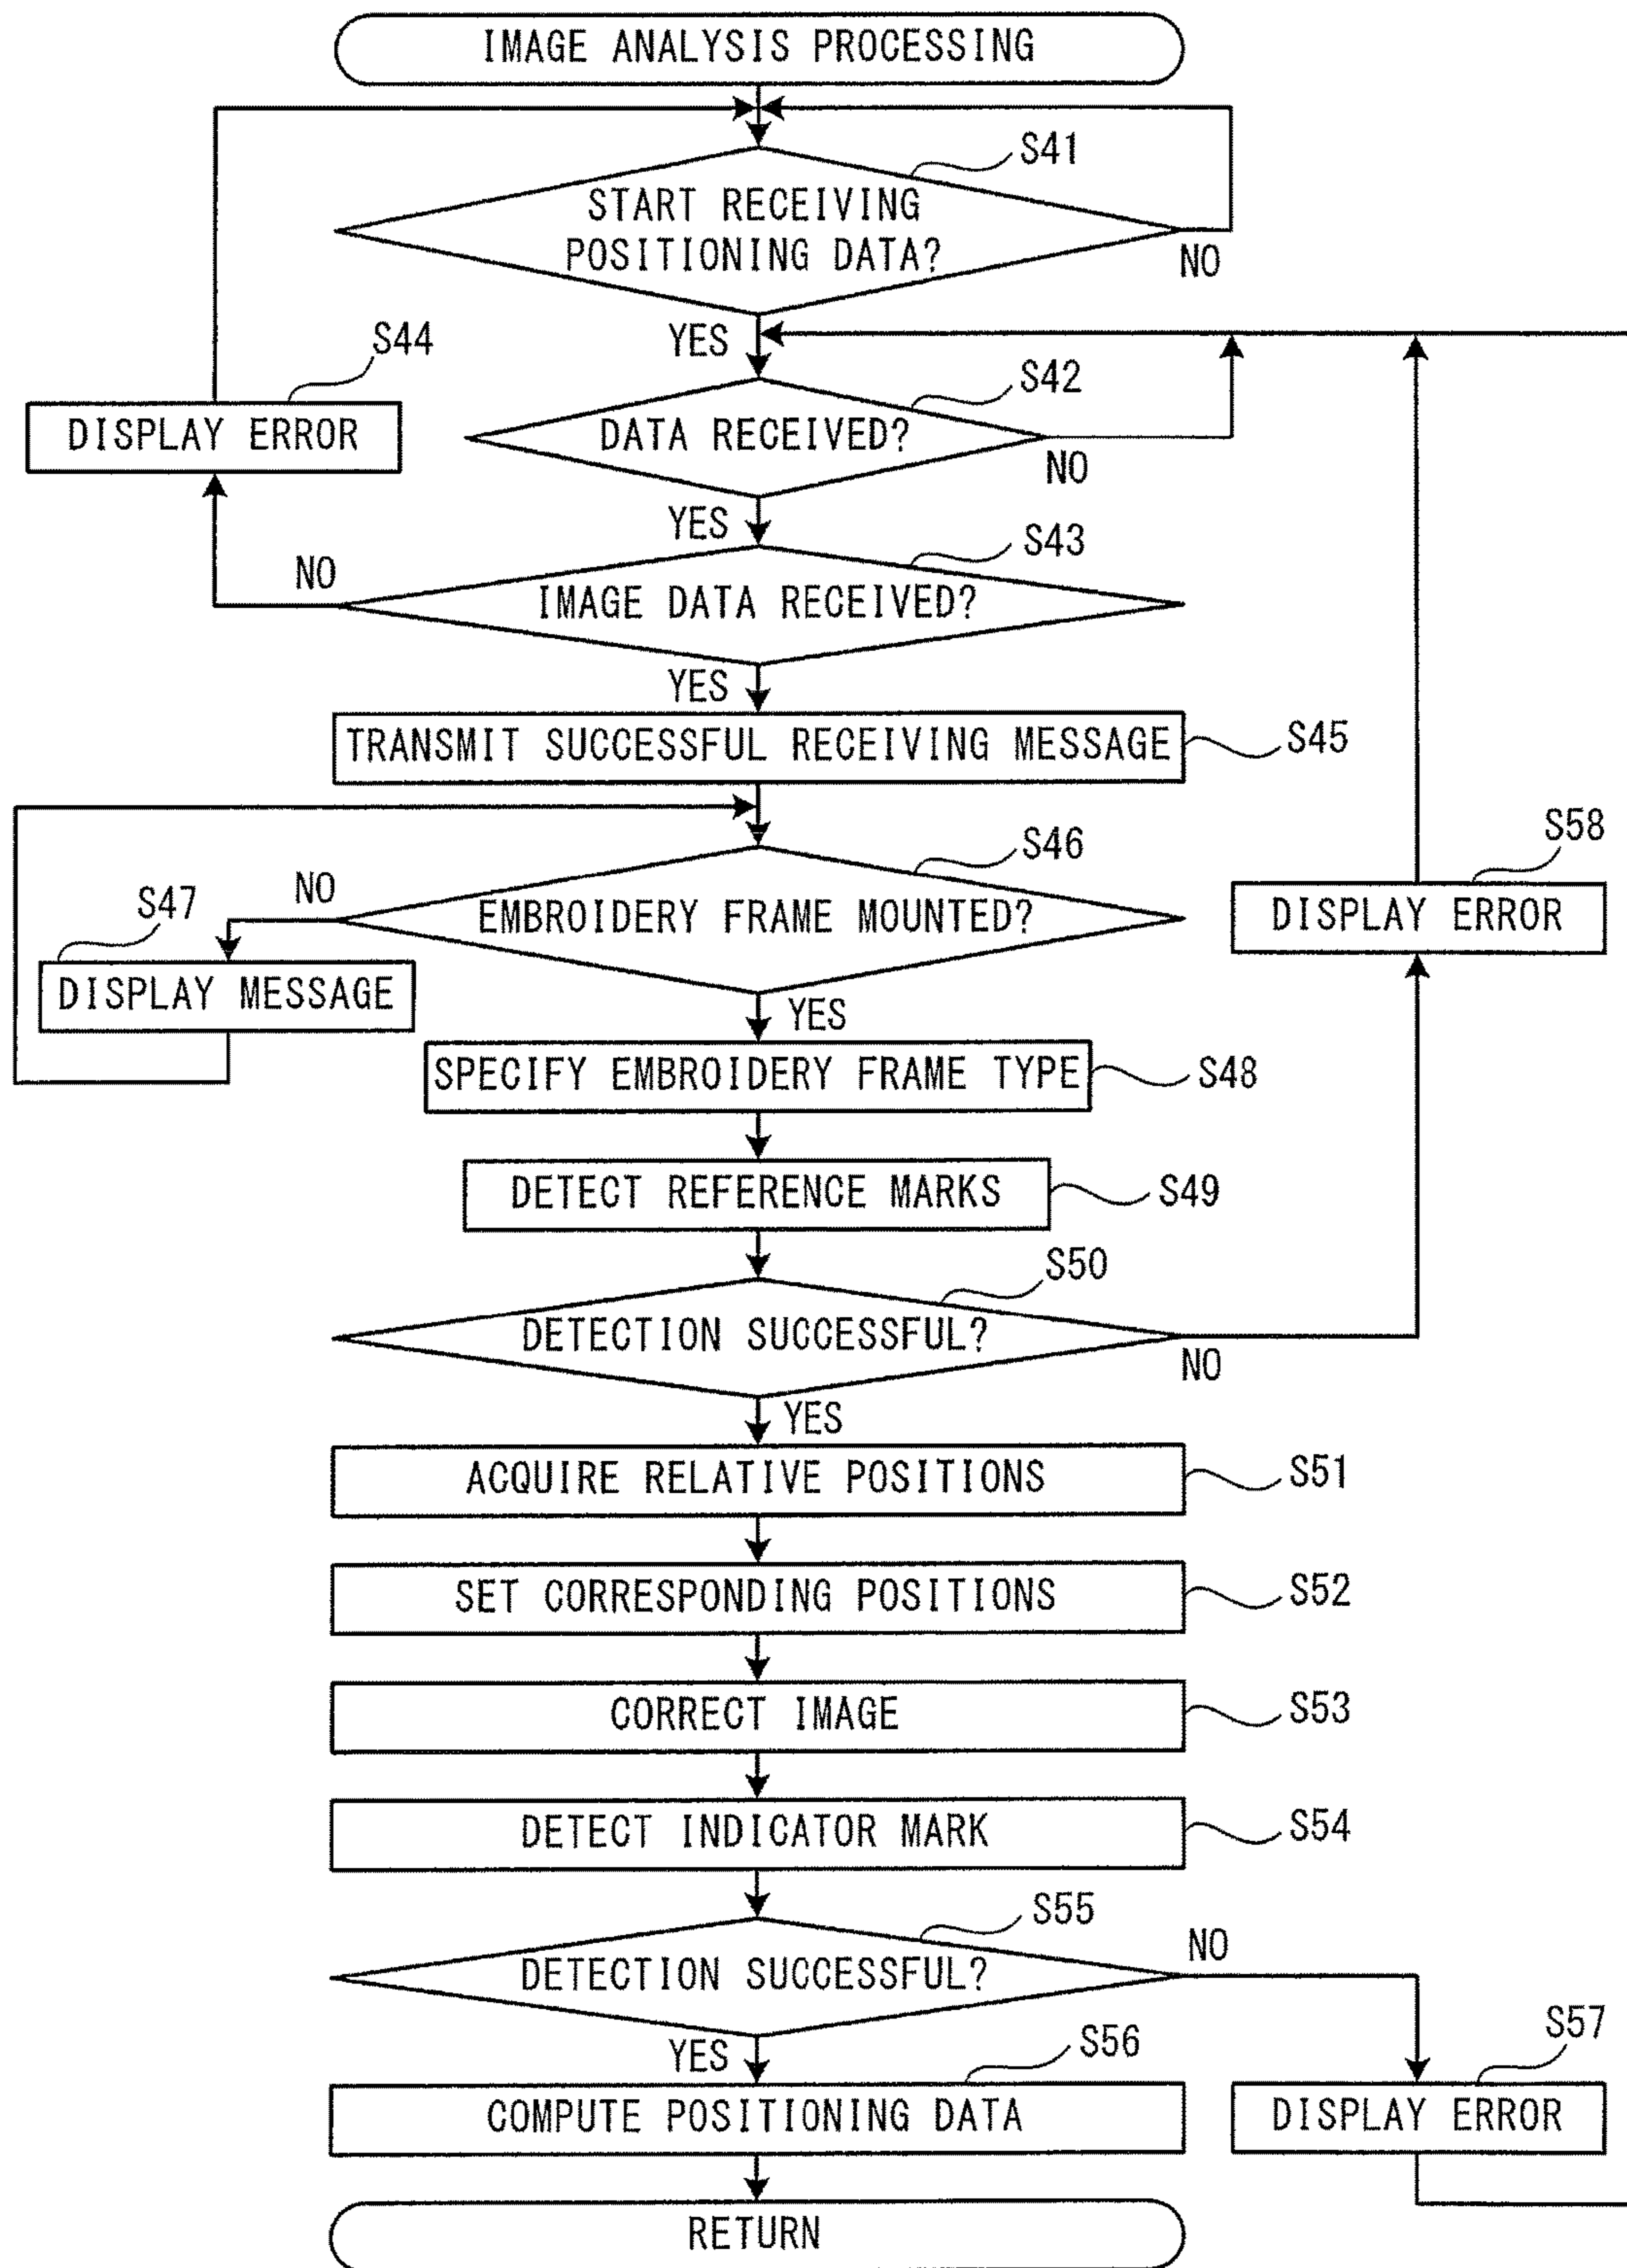 IMAGE ANALYSIS PROCESSING
S41
START RECEIVING
POSITIONING DATA?
NO
YES
S44
DISPLAY ERROR
S42
DATA RECEIVED?
NO
YES
S43
NO
IMAGE DATA RECEIVED?
YES
TRANSMIT SUCCESSFUL RECEIVING MESSAGE
S45
S46
NO
EMBROIDERY FRAME MOUNTED?
S47
DISPLAY MESSAGE
S58
DISPLAY ERROR
YES
SPECIFY EMBROIDERY FRAME TYPE
S48
DETECT REFERENCE MARKS
S49
S50
DETECTION SUCCESSFUL?
NO
YES
ACQUIRE RELATIVE POSITIONS
S51
SET CORRESPONDING POSITIONS
S52
CORRECT IMAGE
S53
DETECT INDICATOR MARK
S54
S55
DETECTION SUCCESSFUL?
NO
YES
S56
COMPUTE POSITIONING DATA
S57
DISPLAY ERROR
RETURN